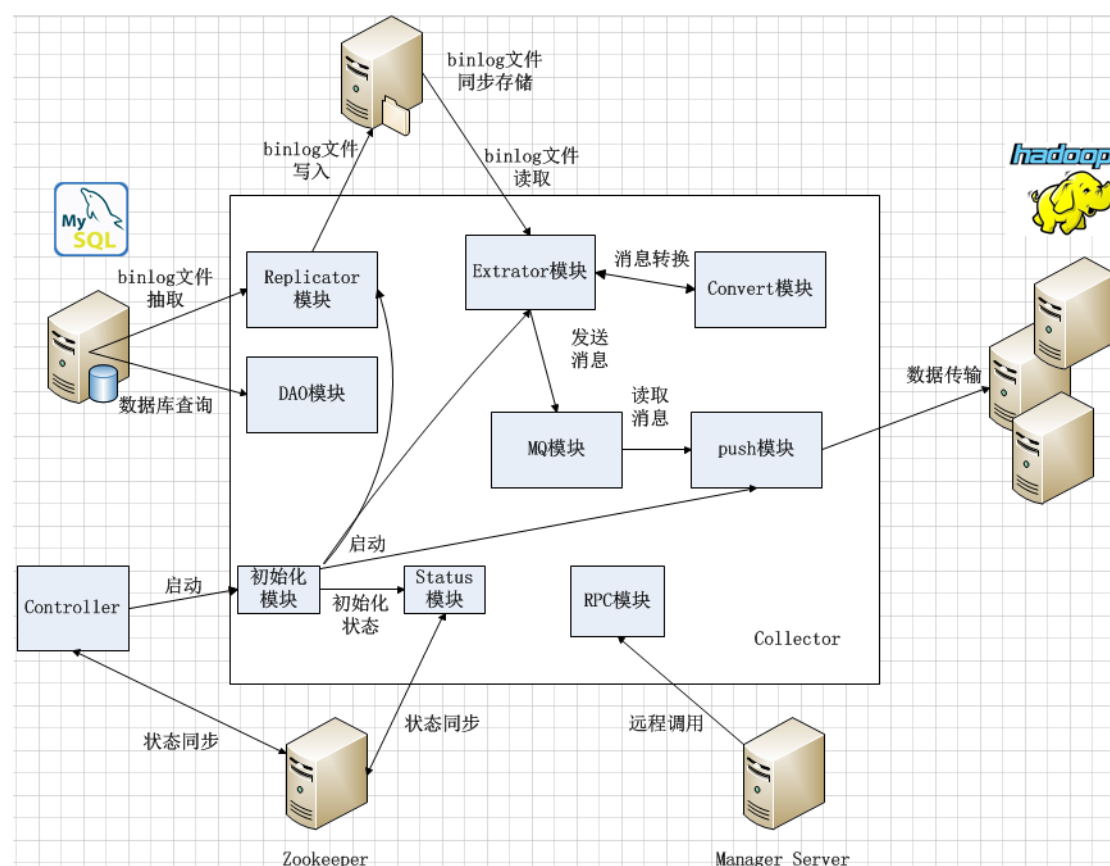 binlog文件
同步存储
binlog文件
写入
binlog文件
读取
hadoop
My
SQL
binlog文件
抽取
Replicator
模块
Extrator模块
消息转换
Convert模块
发送
消息
数据库查询
DAO模块
读取
消息
数据传输
MQ模块
push模块
启动
Controller
启动
初始化
模块
初始化
状态
Status
模块
RPC模块
Collector
状态同步
状态同步
远程调用
Zookeeper
Manager Server